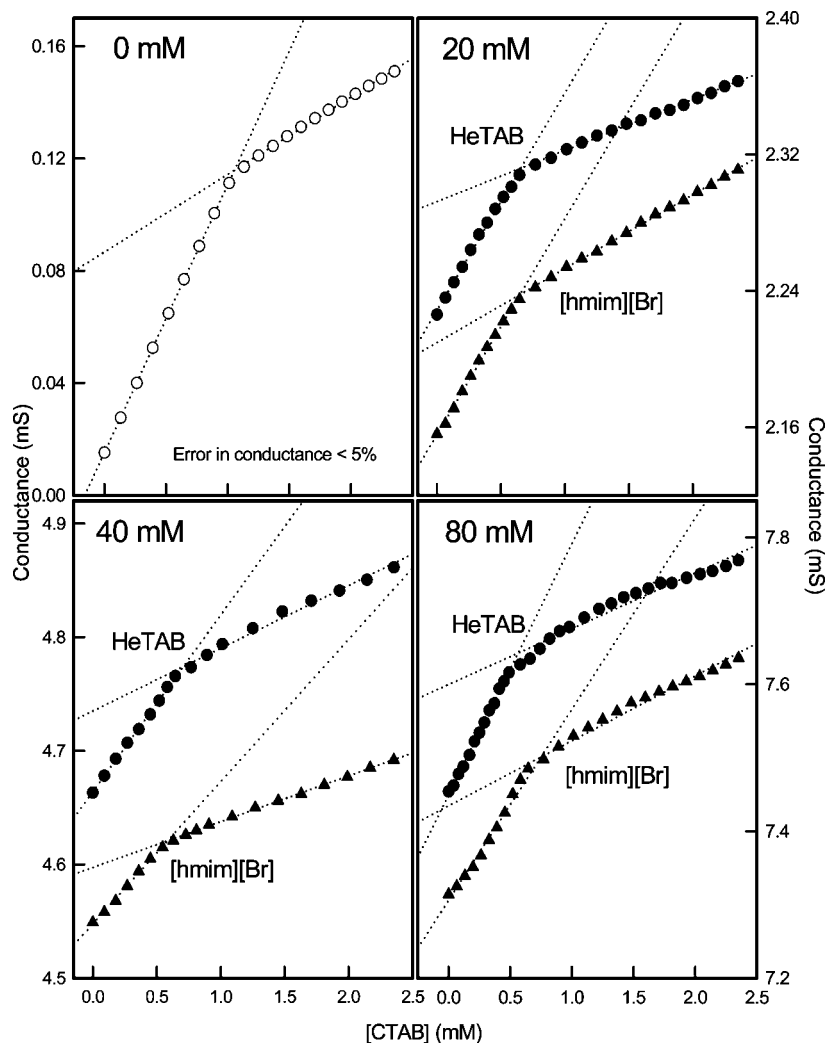 0 mM
20 mM
0.16
0.12
0.08
0.04
0.00
2.40
2.32
2.24
2.16
HeTAB
[hmim][Br]
Error in conductance < 5%
Conductance (mS)
Conductance (mS)
40 mM
80 mM
4.9
4.8
4.7
4.6
4.5
7.8
7.6
7.4
7.2
HeTAB
[hmim][Br]
HeTAB
[hmim][Br]
0.0 0.5 1.0 1.5 2.0 2.5
0.0 0.5 1.0 1.5 2.0 2.5
[CTAB] (mM)